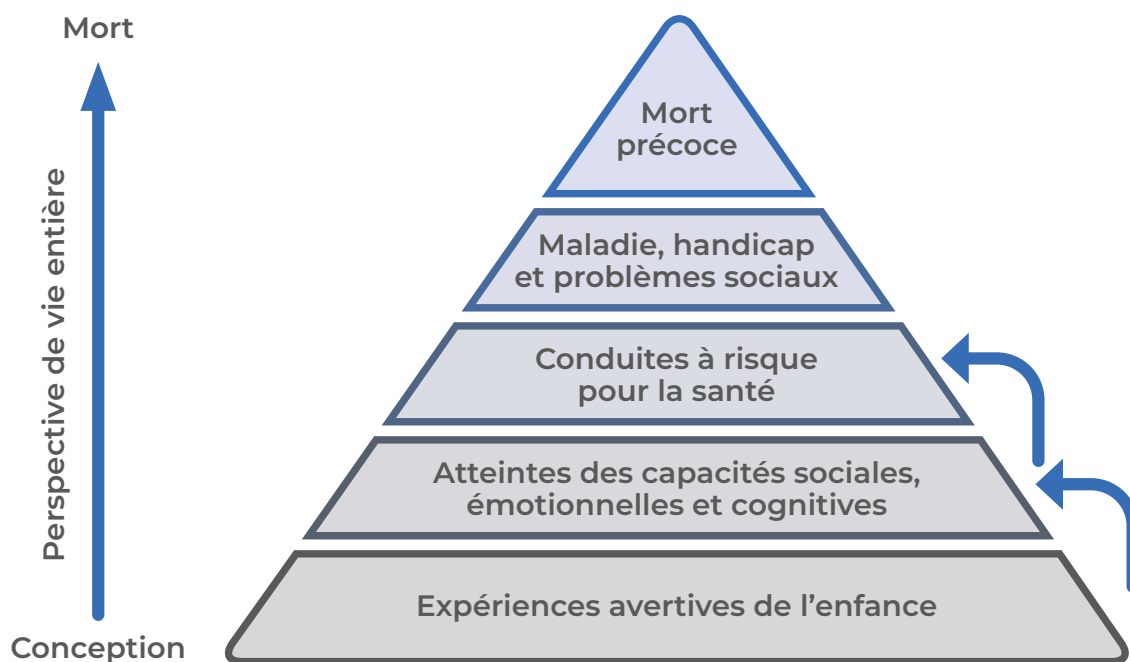 Mort
Mort
précoce
Maladie, handicap
et problèmes sociaux
Perspective de vie entière
Conduites à risque
pour la santé
Atteintes des capacités sociales,
émotionnelles et cognitives
Expériences avertives de l’enfance
Conception